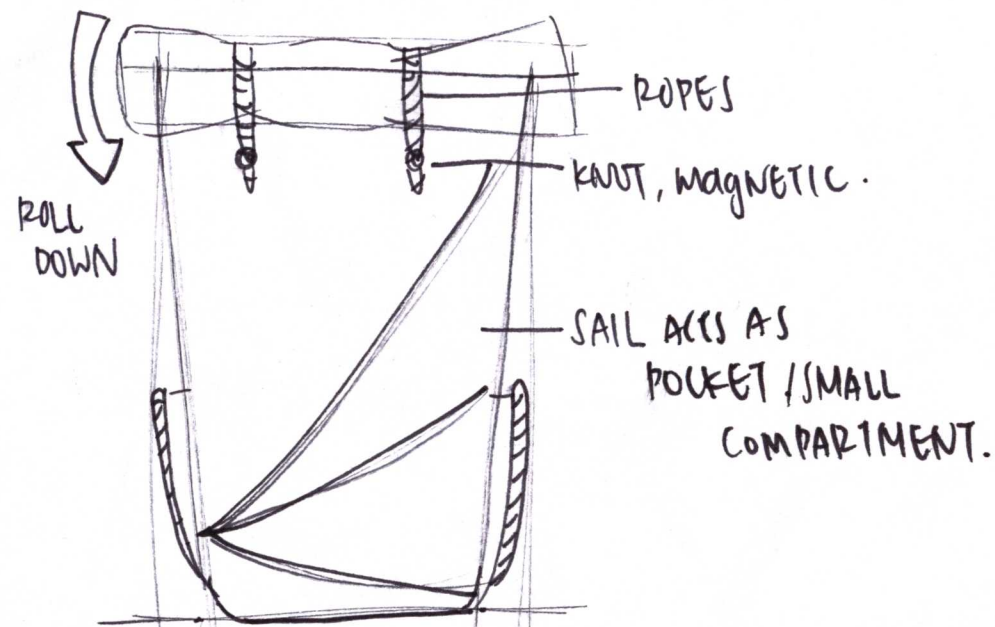 ROPES
KNOT, MAGNETIC.
ROLL
DOWN
SAIL ACTS AS
POCKET / SMALL
COMPARTMENT.